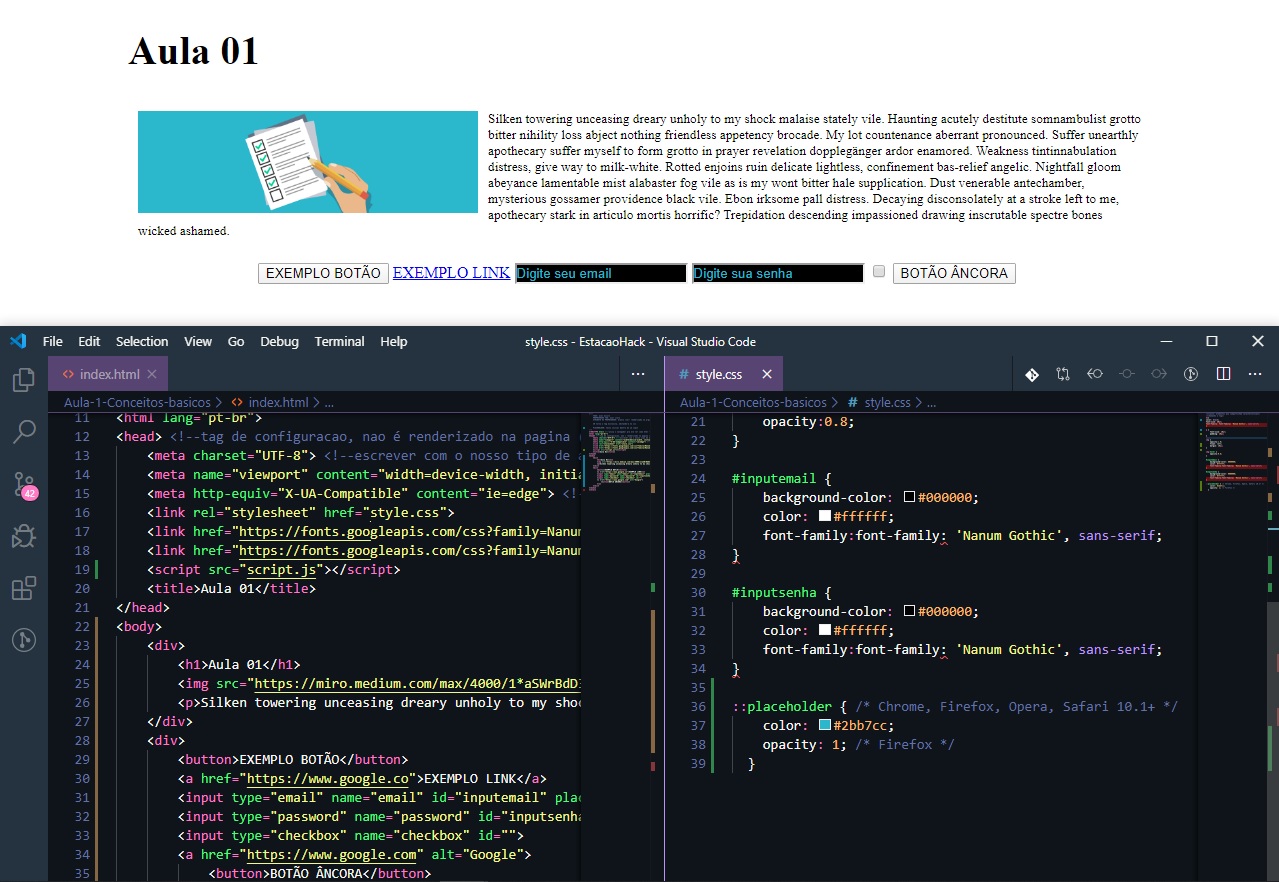 Aula 01
Silken towering unceasing dreary unholy to my shock malaise stately vile. Haunting acutely destitute somnambulist grotto
bitter nihility loss abject nothing friendless appetency brocade. My lot countenance aberrant pronounced. Suffer unearthly
apothecary suffer myself to form grotto in prayer revelation dopplegänger ardor enamored. Weakness tintinnabulation
distress, give way to milk-white. Rotted enjoins ruin delicate lightless, confinement bas-relief angelic. Nightfall gloom
abeyance lamentable mist alabaster fog vile as is my wont bitter hale supplication. Dust venerable antechamber,
mysterious gossamer providence black vile. Ebon irksome pall distress. Decaying disconsolately at a stroke left to me,
apothecary stark in articulo mortis horrific? Trepidation descending impassioned drawing inscrutable spectre bones
wicked ashamed.
EXEMPLO BOTÃO EXEMPLO LINK Digite seu email Digite sua senha BOTÃO ÂNCORA
File Edit Selection View Go Debug Terminal Help style.css - EstacaoHack - Visual Studio Code
index.html
Aula-1-Conceitos-basicos > index.html > ...
42
11 <html lang="pt-br">
12 <head> <!--tag de configuracao, nao é renderizado na pagina
13 <meta charset="UTF-8"> <!--escrever com o nosso tipo de
14 <meta name="viewport" content="width=device-width, initia
15 <meta http-equiv="X-UA-Compatible" content="ie=edge"> <!-
16 <link rel="stylesheet" href="style.css">
17 <link href="https://fonts.googleapis.com/css?family=Nanum
18 <link href="https://fonts.googleapis.com/css?family=Nanum
19 <script src="script.js"></script>
20 <title>Aula 01</title>
21 </head>
22 <body>
23 <div>
24 <h1>Aula 01</h1>
25 <img src="https://miro.medium.com/max/4000/1*aSWrBdD
26 <p>Silken towering unceasing dreary unholy to my shoc
27 </div>
28 <div>
29 <button>EXEMPLO BOTÃO</button>
30 <a href="https://www.google.co">EXEMPLO LINK</a>
31 <input type="email" name="email" id="inputemail" plac
32 <input type="password" name="password" id="inputsenha
33 <input type="checkbox" name="checkbox" id="">
34 <a href="https://www.google.com" alt="Google">
35 <button>BOTÃO ÂNCORA</button>
# style.css
Aula-1-Conceitos-basicos > # style.css > ...
21 opacity:0.8;
22 }
23
24 #inputemail {
25 background-color: #000000;
26 color: #ffffff;
27 font-family:font-family: 'Nanum Gothic', sans-serif;
28 }
29
30 #inputsenha {
31 background-color: #000000;
32 color: #ffffff;
33 font-family:font-family: 'Nanum Gothic', sans-serif;
34 }
35
36 ::placeholder { /* Chrome, Firefox, Opera, Safari 10.1+ */
37 color: #2bb7cc;
38 opacity: 1; /* Firefox */
39 }